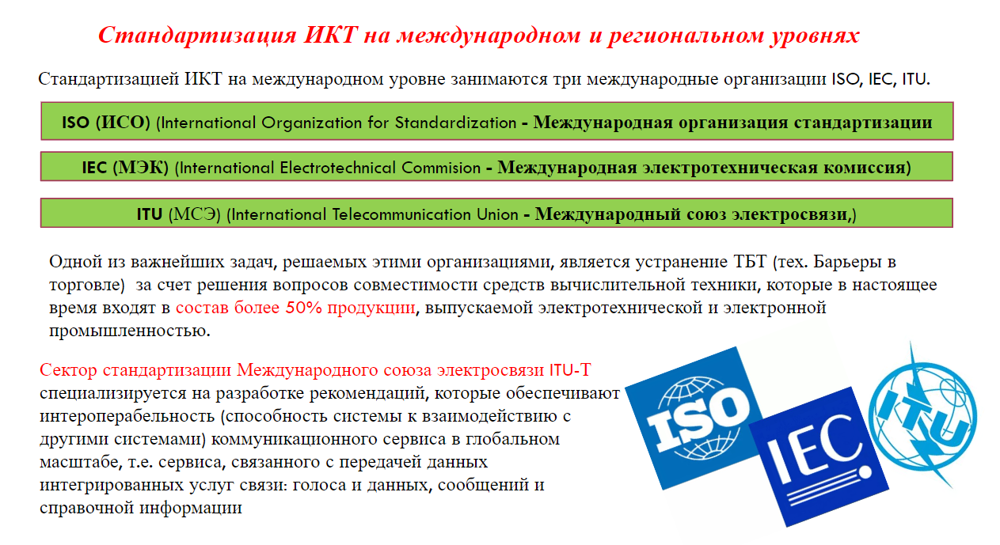 Стандартизация ИКТ на международном и региональном уровнях
Стандартизацией ИКТ на международном уровне занимаются три международные организации ISO, IEC, ITU.
ISO (ИСО) (International Organization for Standardization - Международная организация стандартизации
IEC (МЭК) (International Electrotechnical Commision - Международная электротехническая комиссия)
ITU (МСЭ) (International Telecommunication Union - Международный союз электросвязи,)
Одной из важнейших задач, решаемых этими организациями, является устранение ТБТ (тех. Барьеры в
торговле)  за счет решения вопросов совместимости средств вычислительной техники, которые в настоящее
время входят в состав более 50% продукции, выпускаемой электротехнической и электронной
промышленностью.
Сектор стандартизации Международного союза электросвязи ITU-Т
специализируется на разработке рекомендаций, которые обеспечивают
интероперабельность (способность системы к взаимодействию с
другими системами) коммуникационного сервиса в глобальном
масштабе, т.е. сервиса, связанного с передачей данных
интегрированных услуг связи: голоса и данных, сообщений и
справочной информации
ISO
IEC
ITU